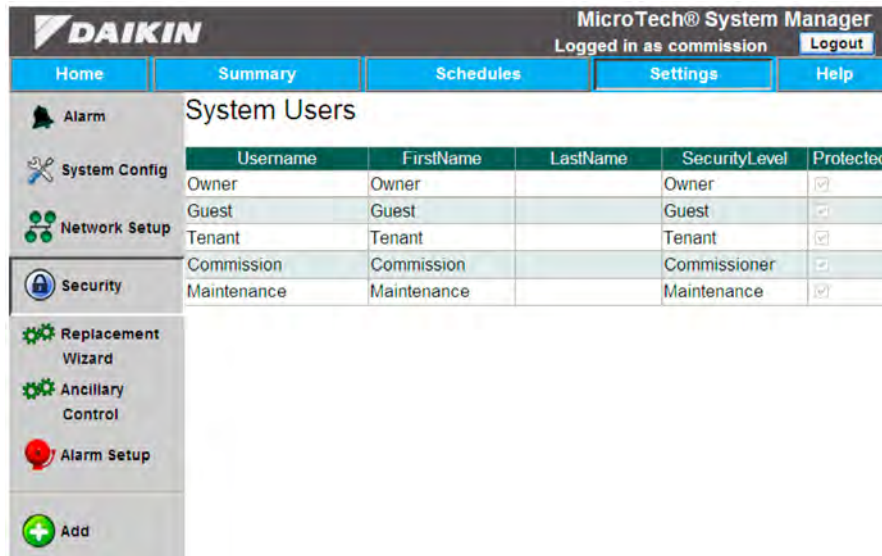 DAIKIN
MicroTech® System Manager
Logged in as commission Logout
Home Summary Schedules Settings Help
Alarm
System Config
Network Setup
Security
Replacement
Wizard
Ancillary
Control
Alarm Setup
Add
System Users
Username FirstName LastName SecurityLevel Protected
Owner Owner Owner
Guest Guest Guest
Tenant Tenant Tenant
Commission Commission Commissioner
Maintenance Maintenance Maintenance